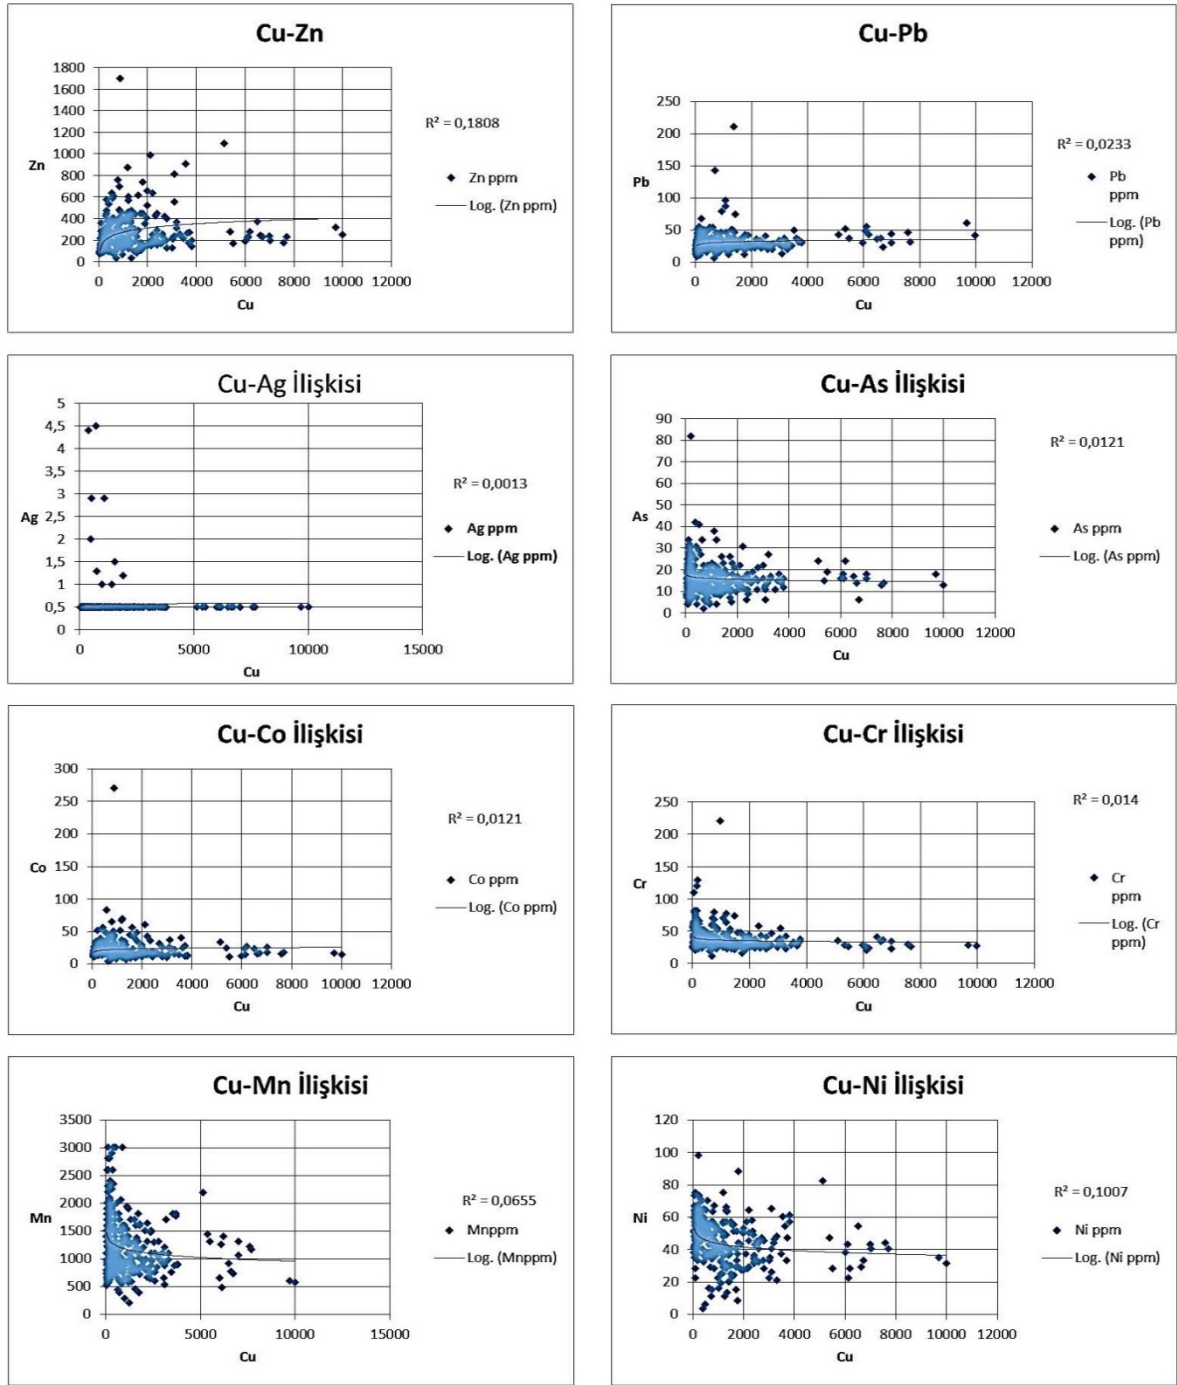 Cu-Zn
1800
1600
1400
1200
1000
800
600
400
200
0
Zn
0 2000 4000 6000 8000 10000 12000
Cu
R² = 0,1808
Zn ppm
Log. (Zn ppm)
Cu-Pb
250
200
150
100
50
0
Pb
0 2000 4000 6000 8000 10000 12000
Cu
R² = 0,0233
Pb
ppm
Log. (Pb
ppm)
Cu-Ag İlişkisi
5
4,5
4
3,5
3
2,5
2
1,5
1
0,5
0
Ag
0 5000 10000 15000
Cu
R² = 0,0013
Ag ppm
Log. (Ag ppm)
Cu-As İlişkisi
90
80
70
60
50
40
30
20
10
0
As
0 2000 4000 6000 8000 10000 12000
Cu
R² = 0,0121
As ppm
Log. (As ppm)
Cu-Co İlişkisi
300
250
200
150
100
50
0
Co
0 2000 4000 6000 8000 10000 12000
Cu
R² = 0,0121
Co ppm
Log. (Co ppm)
Cu-Cr İlişkisi
250
200
150
100
50
0
Cr
0 2000 4000 6000 8000 10000 12000
Cu
R² = 0,014
Cr
ppm
Log. (Cr
ppm)
Cu-Mn İlişkisi
3500
3000
2500
2000
1500
1000
500
0
Mn
0 5000 10000 15000
Cu
R² = 0,0655
Mnppm
Log. (Mnppm)
Cu-Ni İlişkisi
120
100
80
60
40
20
0
Ni
0 2000 4000 6000 8000 10000 12000
Cu
R² = 0,1007
Ni ppm
Log. (Ni ppm)